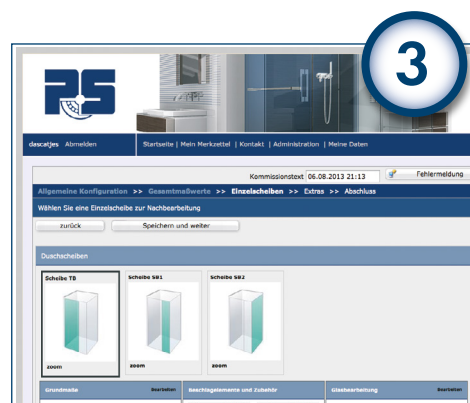 3
PS
dascatjes Abmelden Startseite | Mein Merkzettel | Kontakt | Administration | Meine Daten
Kommissionstext 06.08.2013 21:13 Fehlermeldung
Allgemeine Konfiguration >> Gesamtmaßwerte >> Einzelscheiben >> Extras >> Abschluss
Wählen Sie eine Einzelscheibe zur Nachbearbeitung
zurück Speichern und weiter
Duschscheiben
Scheibe TB Scheibe SB1 Scheibe SB2
zoom zoom zoom
Grundmaße Bearbeiten Beschlagelemente und Zubehör Glasbearbeitung Bearbeiten